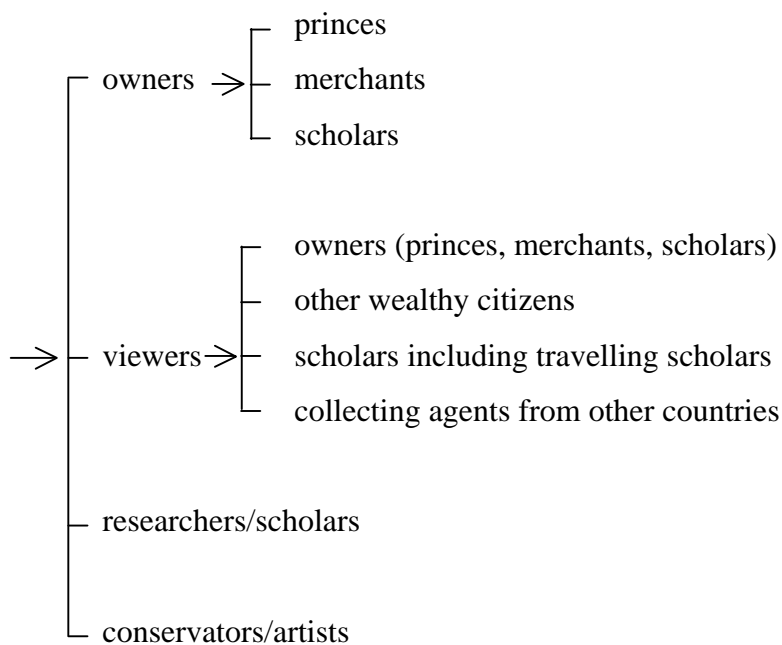 princes
owners
merchants
scholars
owners (princes, merchants, scholars)
other wealthy citizens
viewers
scholars including travelling scholars
collecting agents from other countries
researchers/scholars
conservators/artists